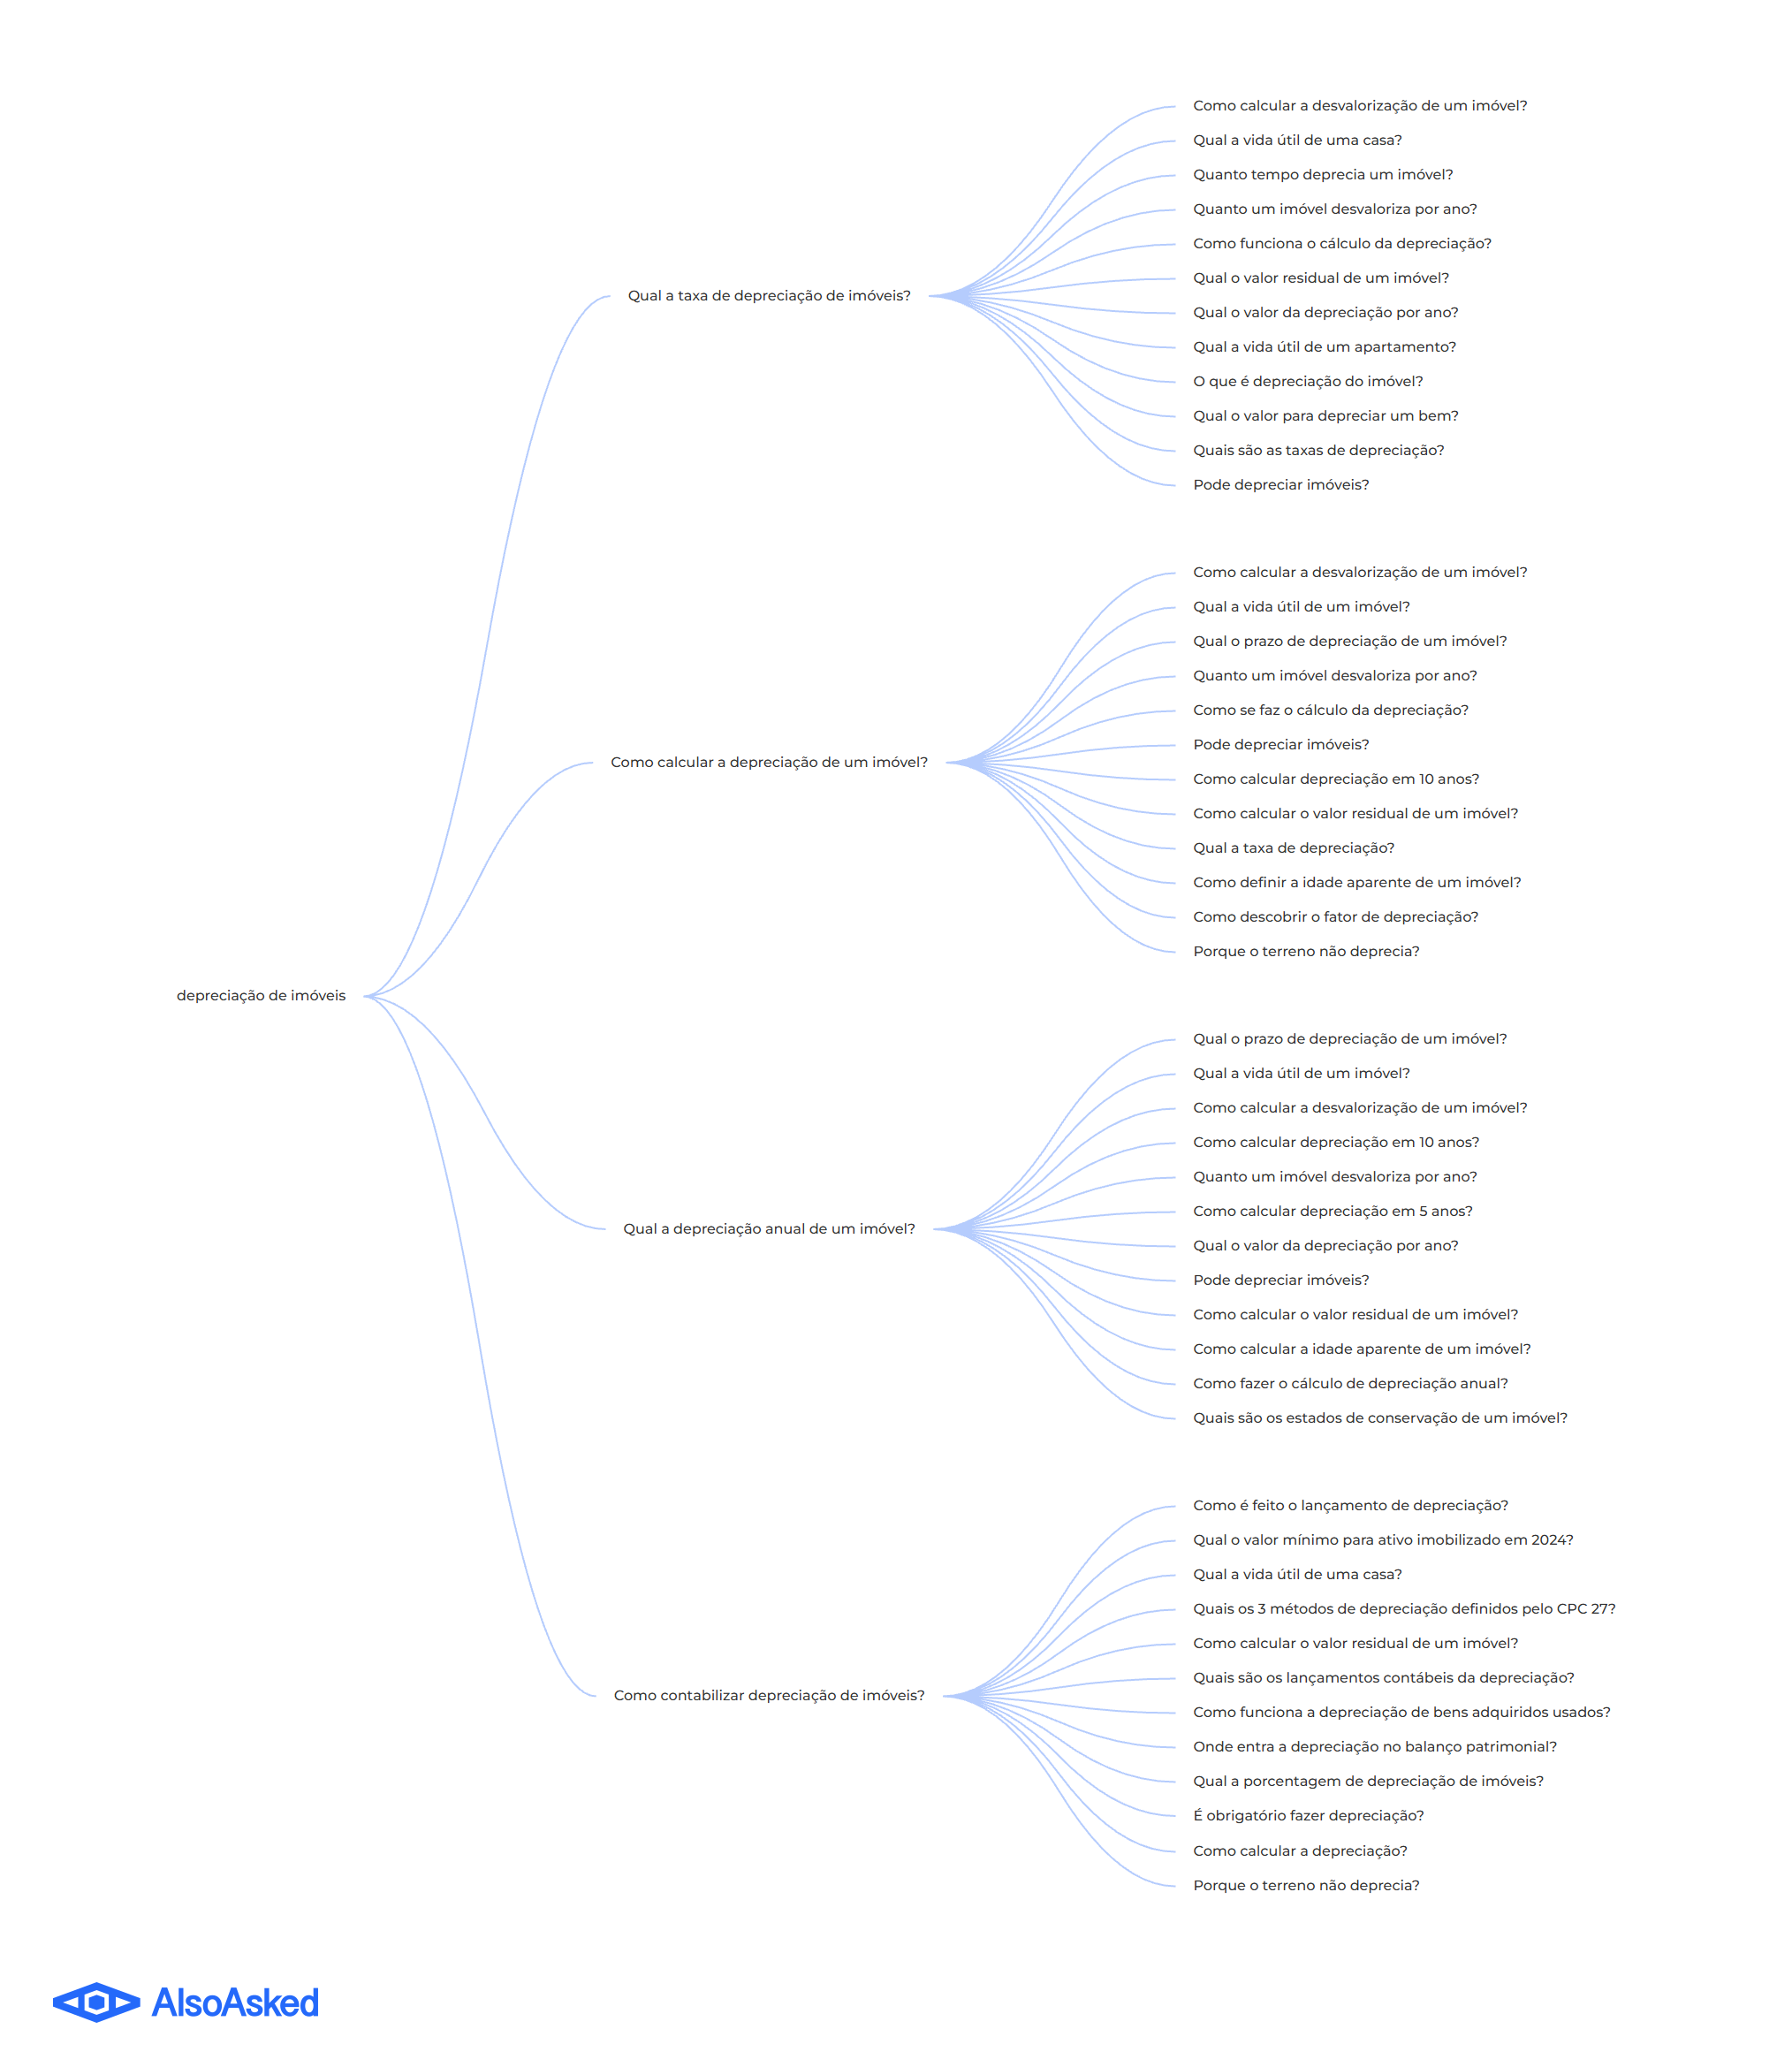 depreciação de imóveis
Qual a taxa de depreciação de imóveis?
Como calcular a desvalorização de um imóvel?
Qual a vida útil de uma casa?
Quanto tempo deprecia um imóvel?
Quanto um imóvel desvaloriza por ano?
Como funciona o cálculo da depreciação?
Qual o valor residual de um imóvel?
Qual o valor da depreciação por ano?
Qual a vida útil de um apartamento?
O que é depreciação do imóvel?
Qual o valor para depreciar um bem?
Quais são as taxas de depreciação?
Pode depreciar imóveis?
Como calcular a depreciação de um imóvel?
Como calcular a desvalorização de um imóvel?
Qual a vida útil de um imóvel?
Qual o prazo de depreciação de um imóvel?
Quanto um imóvel desvaloriza por ano?
Como se faz o cálculo da depreciação?
Pode depreciar imóveis?
Como calcular depreciação em 10 anos?
Como calcular o valor residual de um imóvel?
Qual a taxa de depreciação?
Como definir a idade aparente de um imóvel?
Como descobrir o fator de depreciação?
Porque o terreno não deprecia?
Qual a depreciação anual de um imóvel?
Qual o prazo de depreciação de um imóvel?
Qual a vida útil de um imóvel?
Como calcular a desvalorização de um imóvel?
Como calcular depreciação em 10 anos?
Quanto um imóvel desvaloriza por ano?
Como calcular depreciação em 5 anos?
Qual o valor da depreciação por ano?
Pode depreciar imóveis?
Como calcular o valor residual de um imóvel?
Como calcular a idade aparente de um imóvel?
Como fazer o cálculo de depreciação anual?
Quais são os estados de conservação de um imóvel?
Como contabilizar depreciação de imóveis?
Como é feito o lançamento de depreciação?
Qual o valor mínimo para ativo imobilizado em 2024?
Qual a vida útil de uma casa?
Quais os 3 métodos de depreciação definidos pelo CPC 27?
Como calcular o valor residual de um imóvel?
Quais são os lançamentos contábeis da depreciação?
Como funciona a depreciação de bens adquiridos usados?
Onde entra a depreciação no balanço patrimonial?
Qual a porcentagem de depreciação de imóveis?
É obrigatório fazer depreciação?
Como calcular a depreciação?
Porque o terreno não deprecia?
AlsoAsked